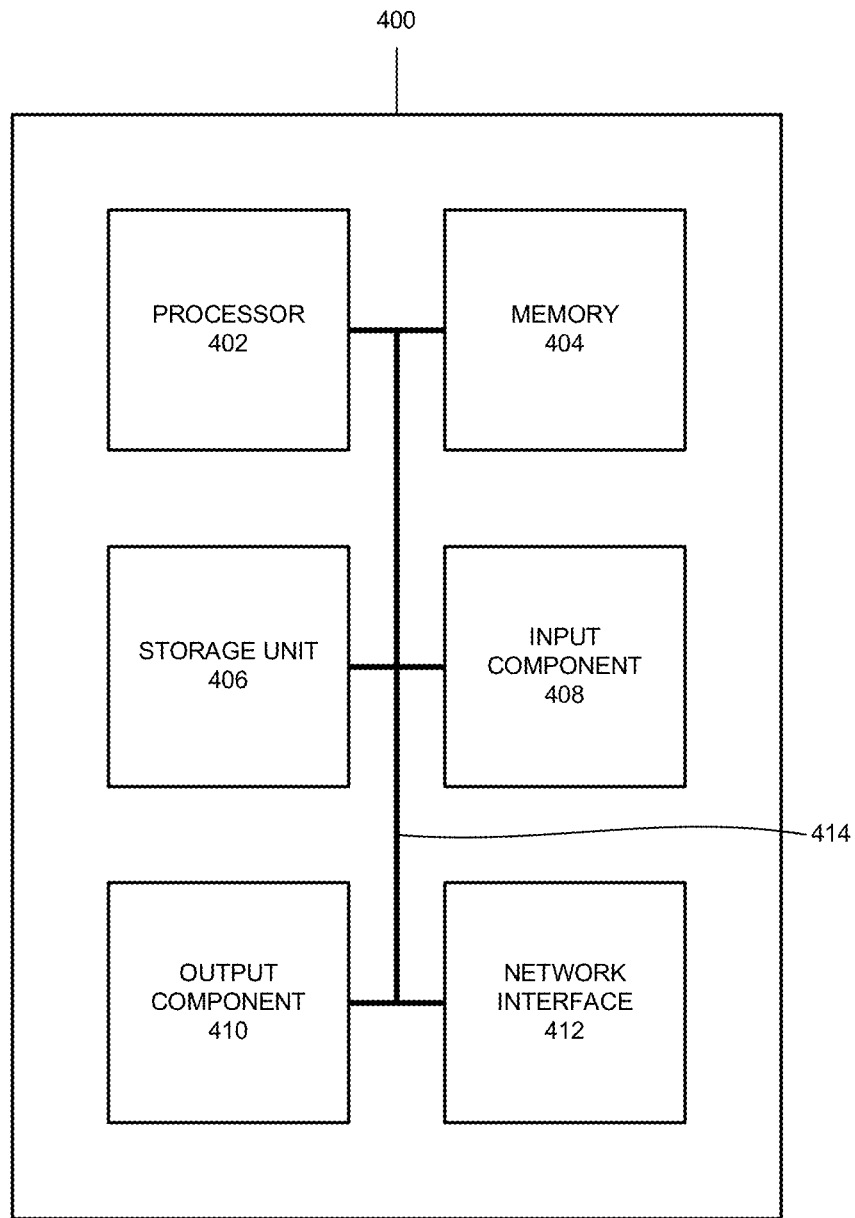 400
PROCESSOR
402
MEMORY
404
STORAGE UNIT
406
INPUT
COMPONENT
408
414
OUTPUT
COMPONENT
410
NETWORK
INTERFACE
412